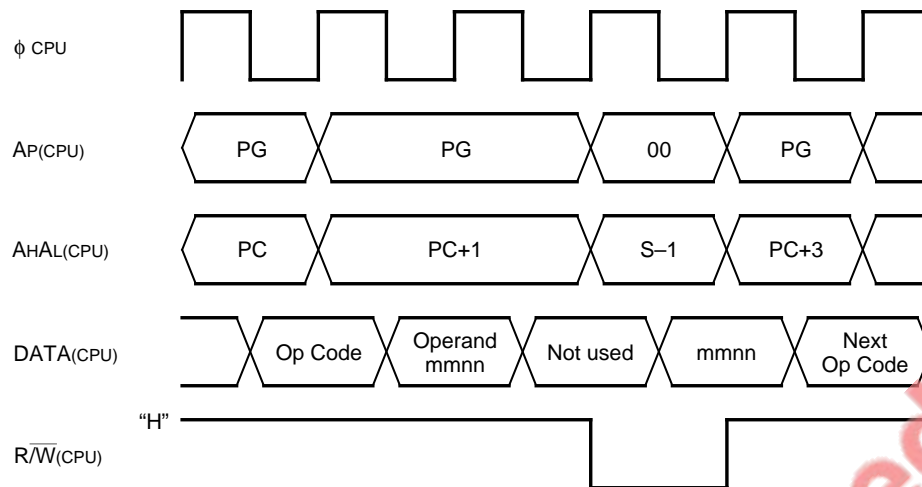 ϕ CPU
AP(CPU) PG PG 00 PG
AHAL(CPU) PC PC+1 S–1 PC+3
DATA(CPU) Op Code Operand mmnn Not used mmnn Next Op Code
“H”
R/W̅(CPU)